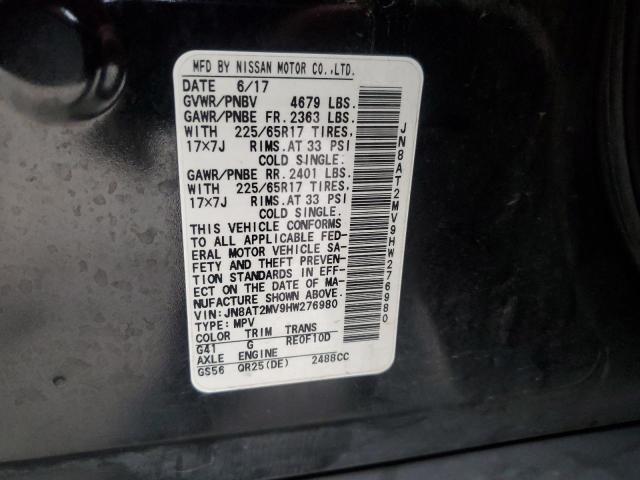 MFD BY NISSAN MOTOR CO.,LTD.
DATE 6/17
GVWR/PNBV 4679 LBS.
GAWR/PNBE FR. 2363 LBS.
WITH 225/65R17 TIRES,
17×7J RIMS.AT 33 PSI
COLD SINGLE.
GAWR/PNBE RR. 2401 LBS.
WITH 225/65R17 TIRES,
17×7J RIMS.AT 33 PSI
COLD SINGLE.
THIS VEHICLE CONFORMS
TO ALL APPLICABLE FED-
ERAL MOTOR VEHICLE SA-
FETY AND THEFT PREVEN-
TION STANDARDS IN EFF-
ECT ON THE DATE OF MA-
NUFACTURE SHOWN ABOVE.
VIN: JN8AT2MV9HW276980
TYPE: MPV
COLOR TRIM TRANS
G41 G RE0F10D
AXLE ENGINE
GS56 QR25(DE) 2488CC
JN8AT2MV9HW276980